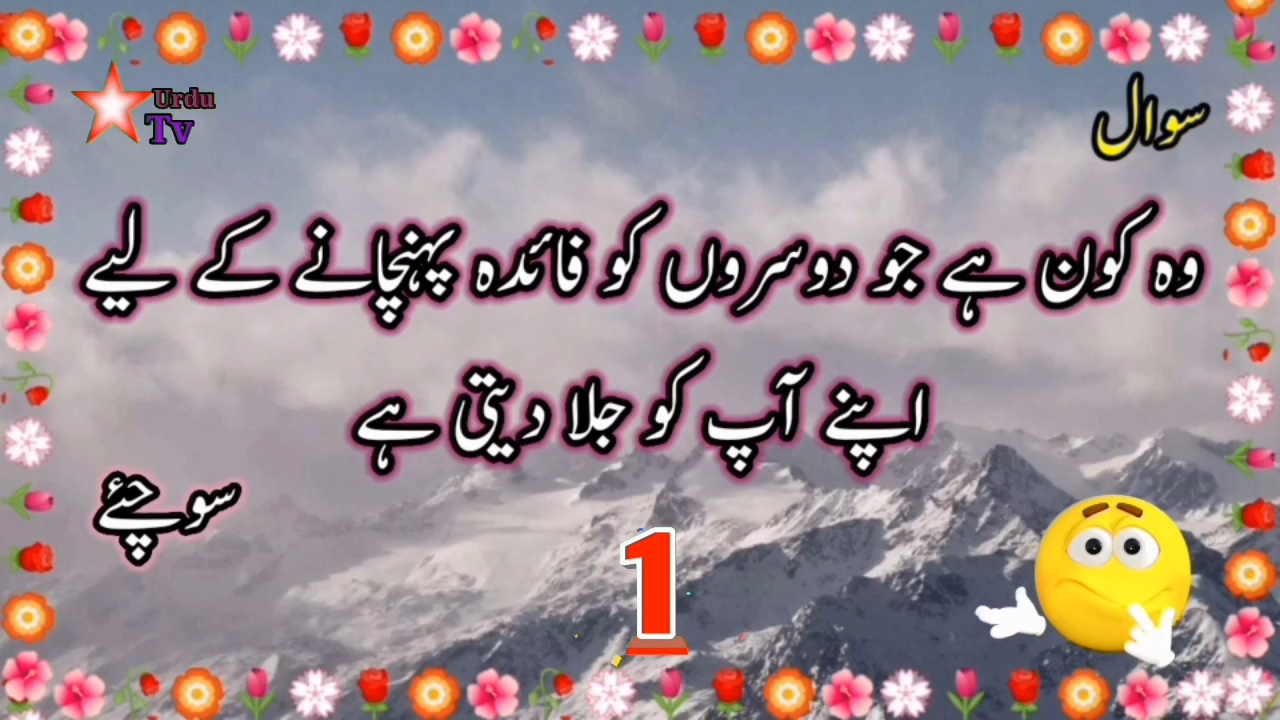 Urdu
Tv
سوال
وہ کون ہے جو دوسروں کو فائدہ پہنچانے کے لیے
اپنے آپ کو جلا دیتی ہے
سوچئے
1